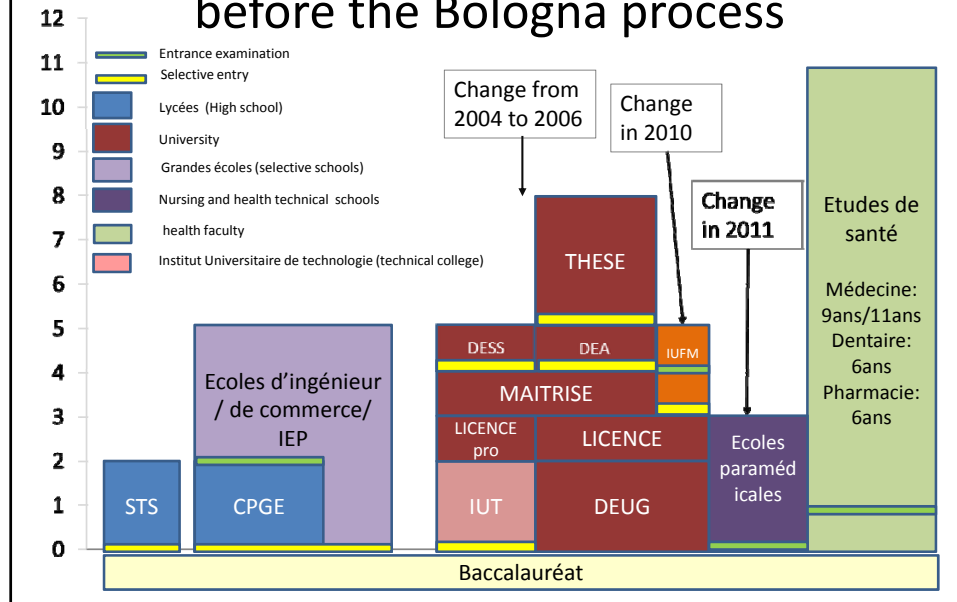 before the Bologna process
12
11
10
9
8
7
6
5
4
3
2
1
0
Entrance examination
Selective entry
Lycées (High school)
University
Grandes écoles (selective schools)
Nursing and health technical schools
health faculty
Institut Universitaire de technologie (technical college)
Change from
2004 to 2006
Change
in 2010
Change
in 2011
STS
Ecoles d’ingénieur
/ de commerce/
IEP
CPGE
THESE
DESS
DEA
IUFM
MAITRISE
LICENCE
pro
LICENCE
IUT
DEUG
Ecoles
paraméd
icales
Etudes de
santé
Médecine:
9ans/11ans
Dentaire:
6ans
Pharmacie:
6ans
Baccalauréat